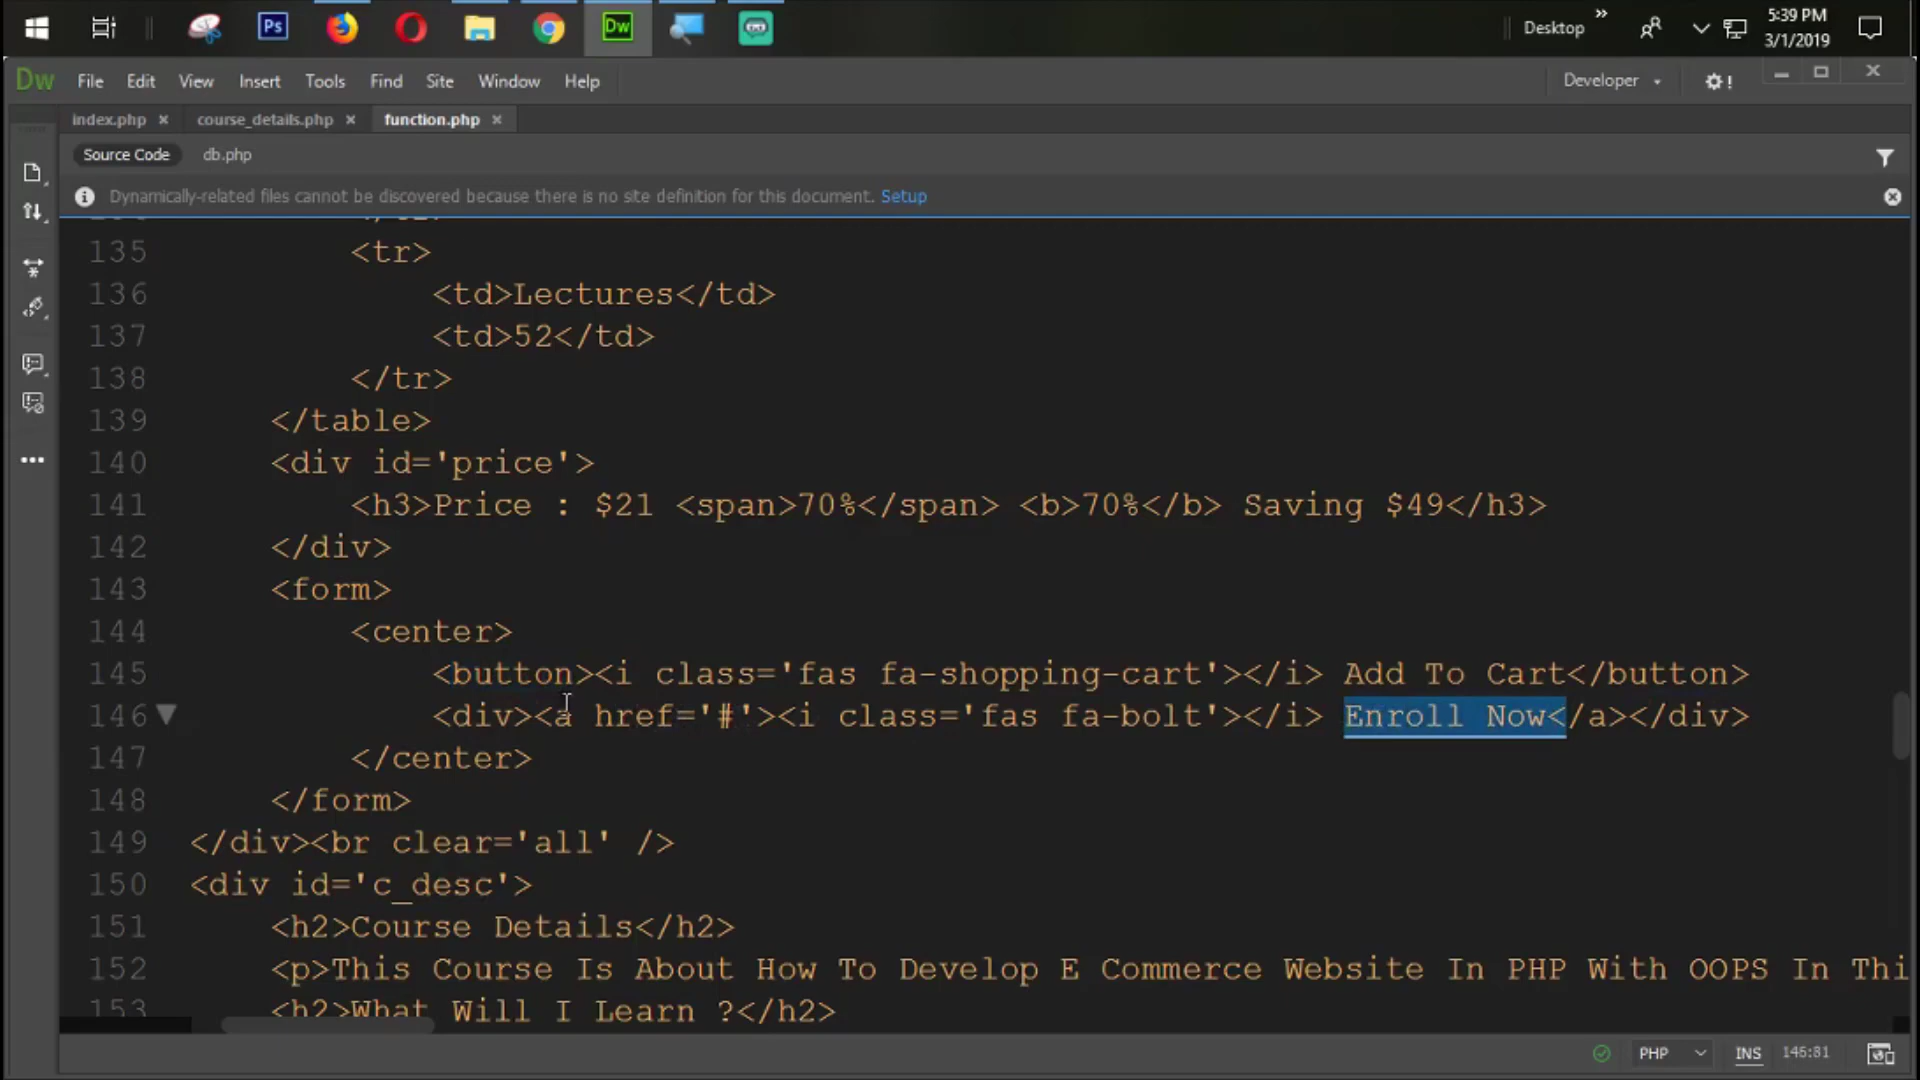 Ps
Dw
Desktop »
5:39 PM
3/1/2019
Dw File Edit View Insert Tools Find Site Window Help
Developer
index.php × course_details.php × function.php ×
Source Code db.php
Dynamically-related files cannot be discovered because there is no site definition for this document. Setup
135 <tr>
136 <td>Lectures</td>
137 <td>52</td>
138 </tr>
139 </table>
140 <div id='price'>
141 <h3>Price : $21 <span>70%</span> <b>70%</b> Saving $49</h3>
142 </div>
143 <form>
144 <center>
145 <button><i class='fas fa-shopping-cart'></i> Add To Cart</button>
146 <div><a href='#'><i class='fas fa-bolt'></i> Enroll Now</a></div>
147 </center>
148 </form>
149 </div><br clear='all' />
150 <div id='c_desc'>
151 <h2>Course Details</h2>
152 <p>This Course Is About How To Develop E Commerce Website In PHP With OOPS In Thi
153 <h2>What Will I Learn ?</h2>
PHP INS 146:81